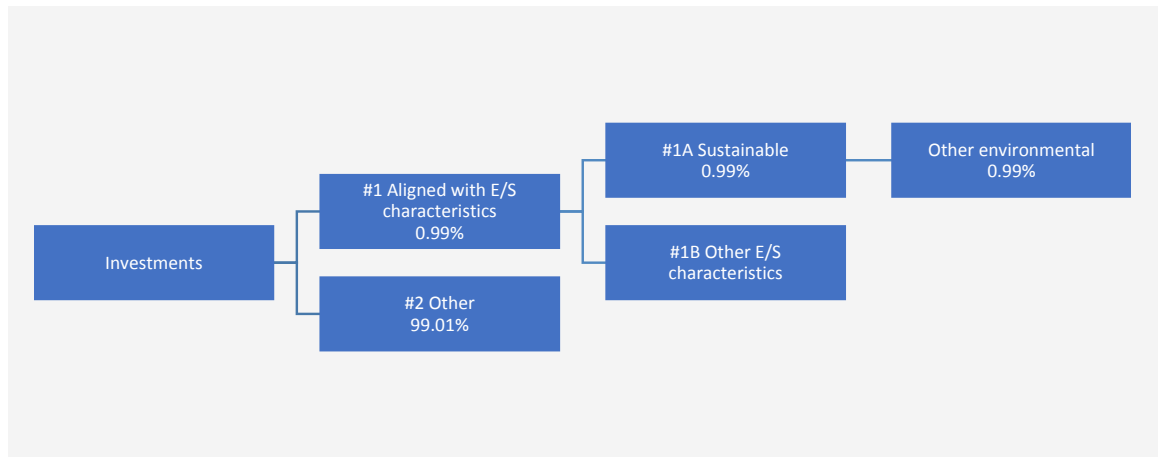 Investments
#1 Aligned with E/S
characteristics
0.99%
#2 Other
99.01%
#1A Sustainable
0.99%
#1B Other E/S
characteristics
Other environmental
0.99%